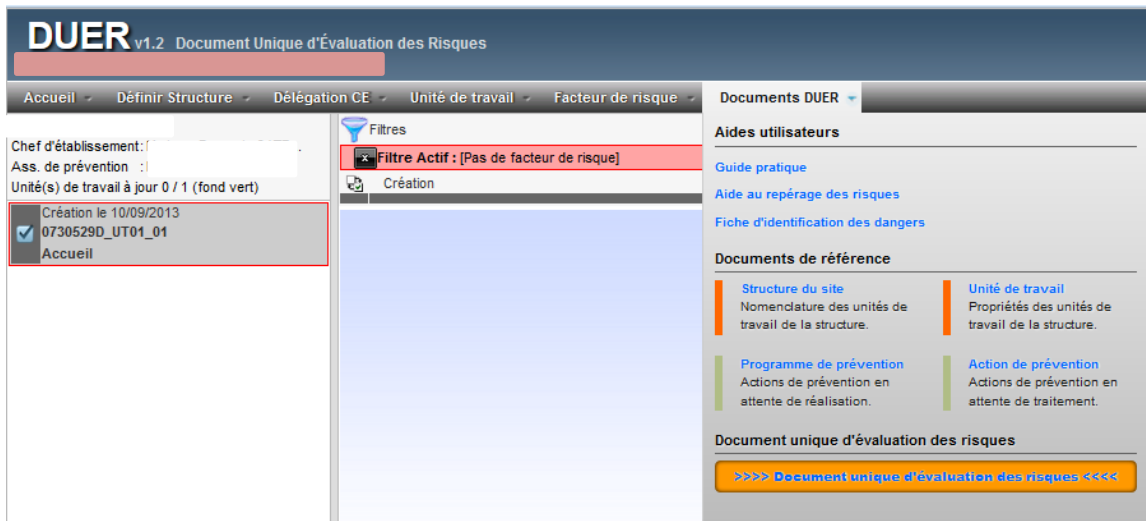 DUER v1.2 Document Unique d'Évaluation des Risques
Accueil Définir Structure Délégation CE Unité de travail Facteur de risque Documents DUER
Chef d'établissement:
Ass. de prévention :
Unité(s) de travail à jour 0 / 1 (fond vert)
Création le 10/09/2013
0730529D_UT01_01
Accueil
Filtres
x Filtre Actif : [Pas de facteur de risque]
Création
Aides utilisateurs
Guide pratique
Aide au repérage des risques
Fiche d'identification des dangers
Documents de référence
Structure du site
Nomenclature des unités de
travail de la structure.
Unité de travail
Propriétés des unités de
travail de la structure.
Programme de prévention
Actions de prévention en
attente de réalisation.
Action de prévention
Actions de prévention en
attente de traitement.
Document unique d'évaluation des risques
>>>> Document unique d'évaluation des risques <<<<